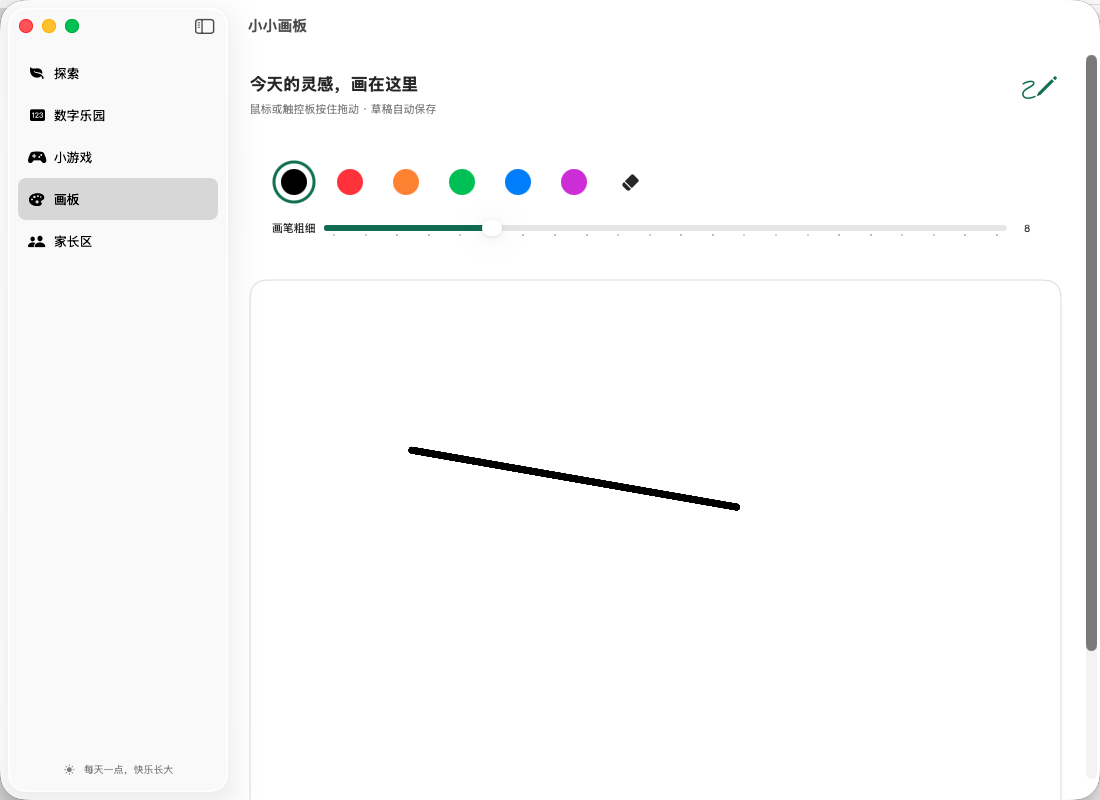 小小画板
探索
123
数字乐园
小游戏
画板
家长区
每天一点，快乐长大
今天的灵感，画在这里
鼠标或触控板按住拖动 · 草稿自动保存
画笔粗细
8